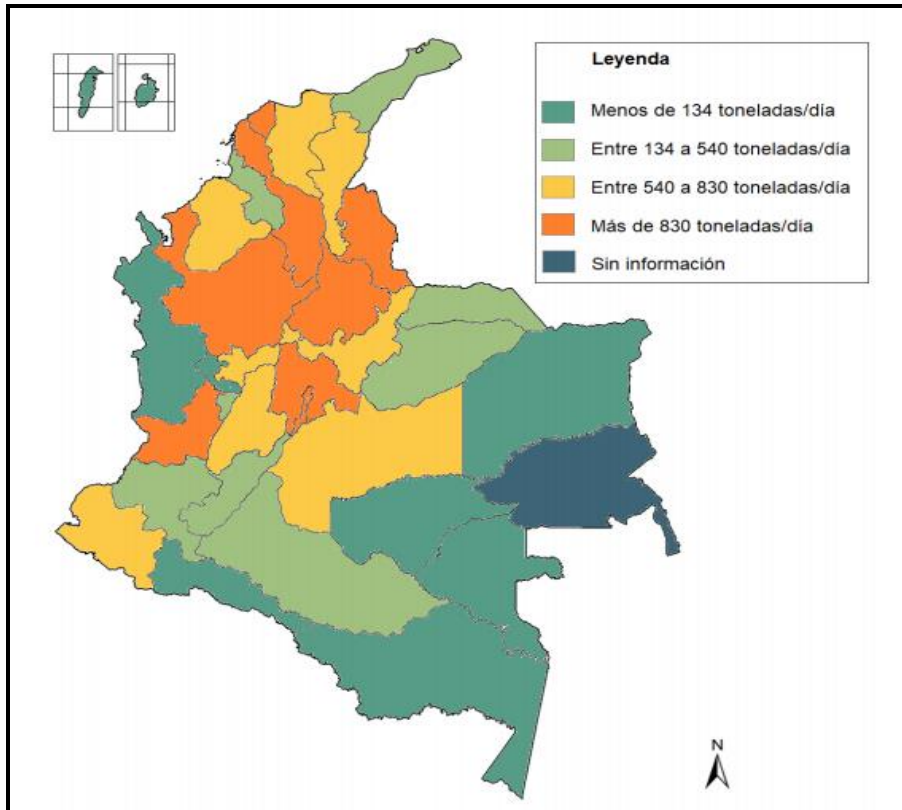 Leyenda
Menos de 134 toneladas/día
Entre 134 a 540 toneladas/día
Entre 540 a 830 toneladas/día
Más de 830 toneladas/día
Sin información
N